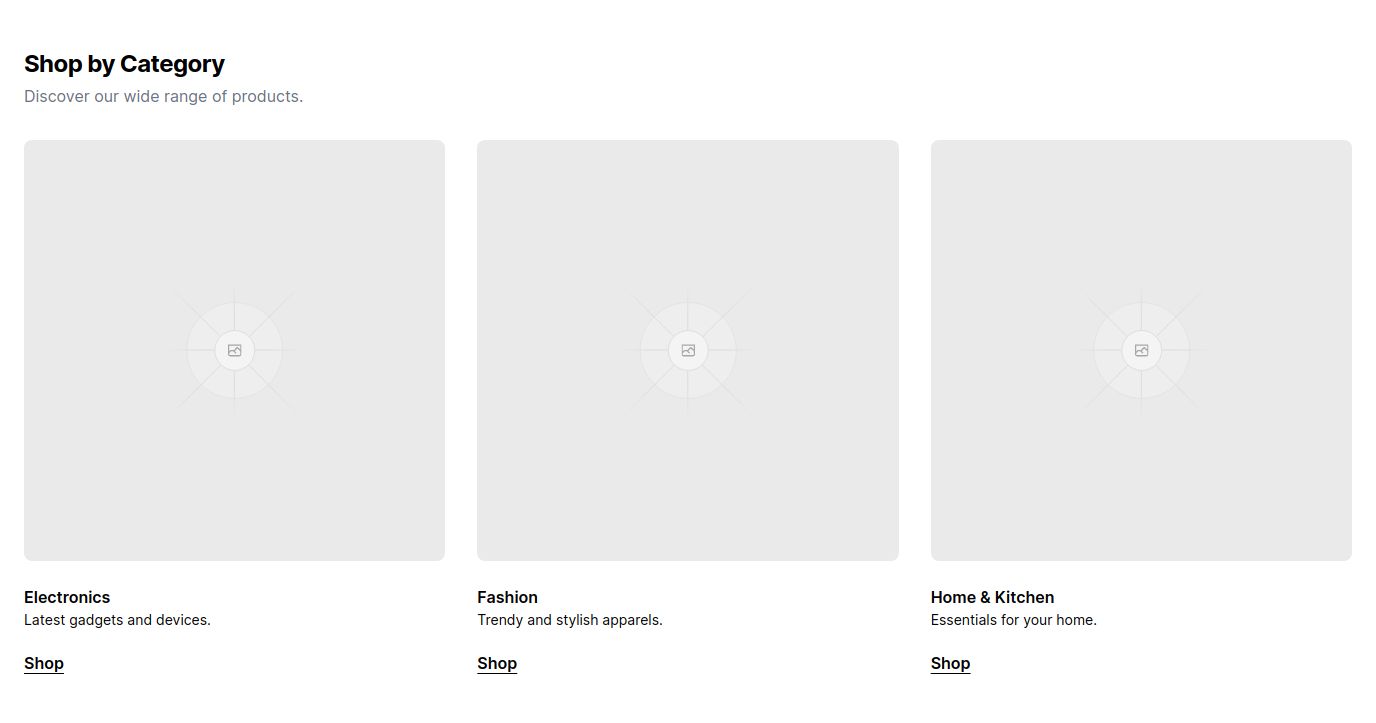 Shop by Category
Discover our wide range of products.
Electronics
Latest gadgets and devices.
Shop
Fashion
Trendy and stylish apparels.
Shop
Home & Kitchen
Essentials for your home.
Shop